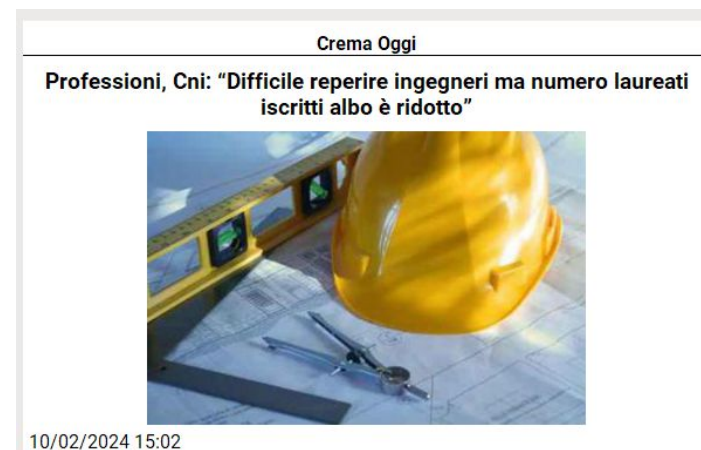 Crema Oggi
Professioni, Cni: “Difficile reperire ingegneri ma numero laureati
iscritti albo è ridotto”
10/02/2024 15:02